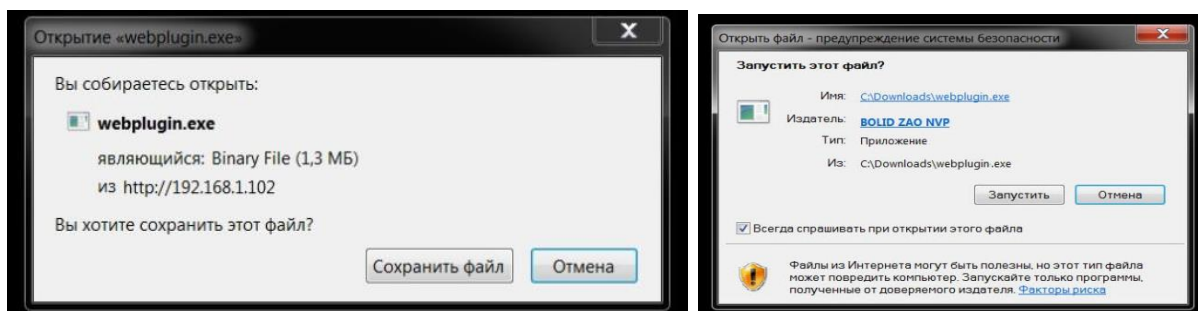 Открытие «webplugin.exe»
Вы собираетесь открыть:
webplugin.exe
являющийся: Binary File (1,3 МБ)
из http://192.168.1.102
Вы хотите сохранить этот файл?
Сохранить файл
Отмена
Открыть файл - предупреждение системы безопасности
Запустить этот файл?
Имя: C:\Downloads\webplugin.exe
Издатель: BOLID ZAO NVP
Тип: Приложение
Из: C:\Downloads\webplugin.exe
Запустить
Отмена
Всегда спрашивать при открытии этого файла
Файлы из Интернета могут быть полезны, но этот тип файла
может повредить компьютер. Запускайте только программы,
полученные от доверяемого издателя. Факторы риска